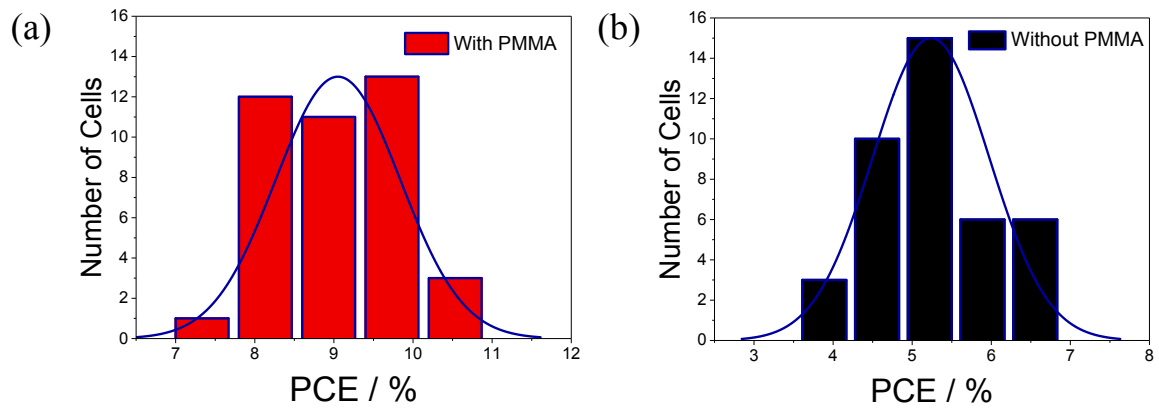 (a)
With PMMA
Number of Cells
16
14
12
10
8
6
4
2
0
7 8 9 10 11 12
PCE / %
(b)
Without PMMA
Number of Cells
16
14
12
10
8
6
4
2
0
3 4 5 6 7 8
PCE / %